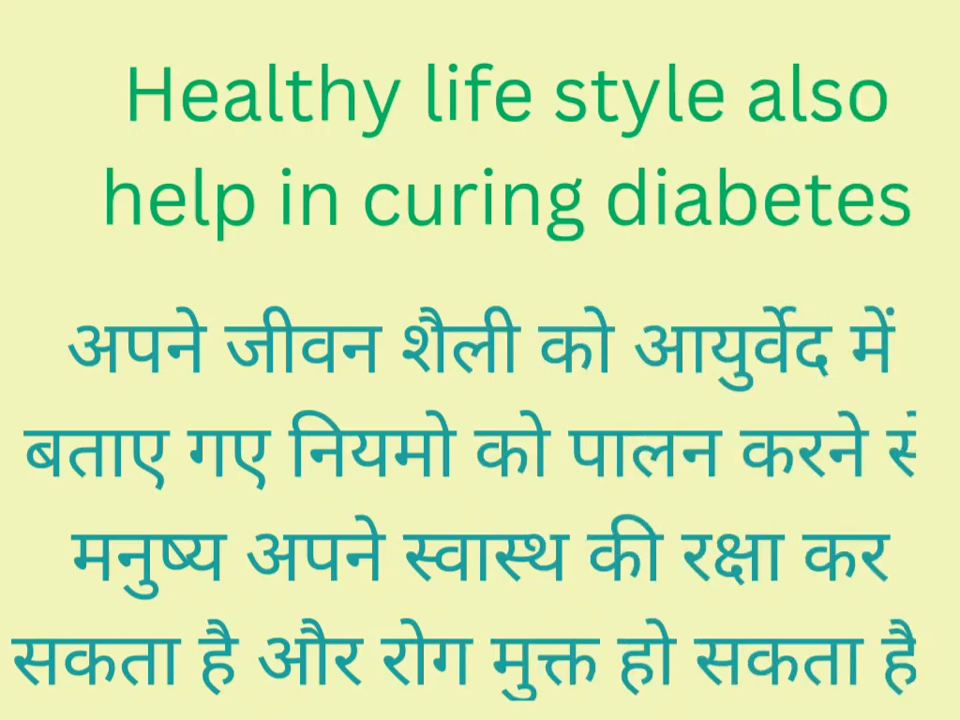 Healthy life style also
help in curing diabetes
अपने जीवन शैली को आयुर्वेद में
बताए गए नियमो को पालन करने से
मनुष्य अपने स्वास्थ की रक्षा कर
सकता है और रोग मुक्त हो सकता है